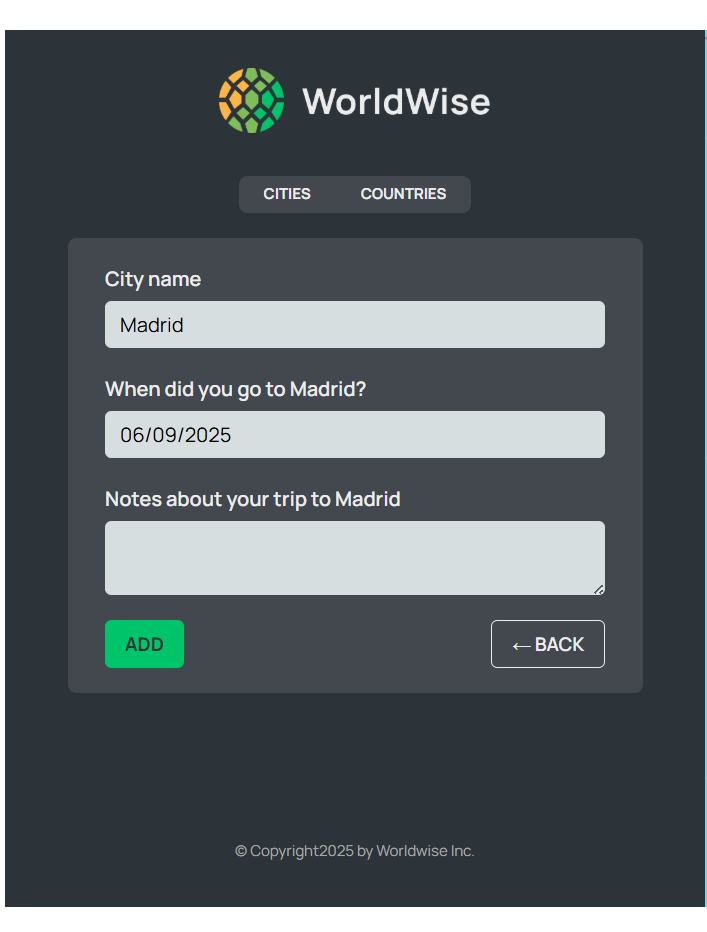 WorldWise
CITIES COUNTRIES
City name
Madrid
When did you go to Madrid?
06/09/2025
Notes about your trip to Madrid
ADD ←BACK
© Copyright2025 by Worldwise Inc.